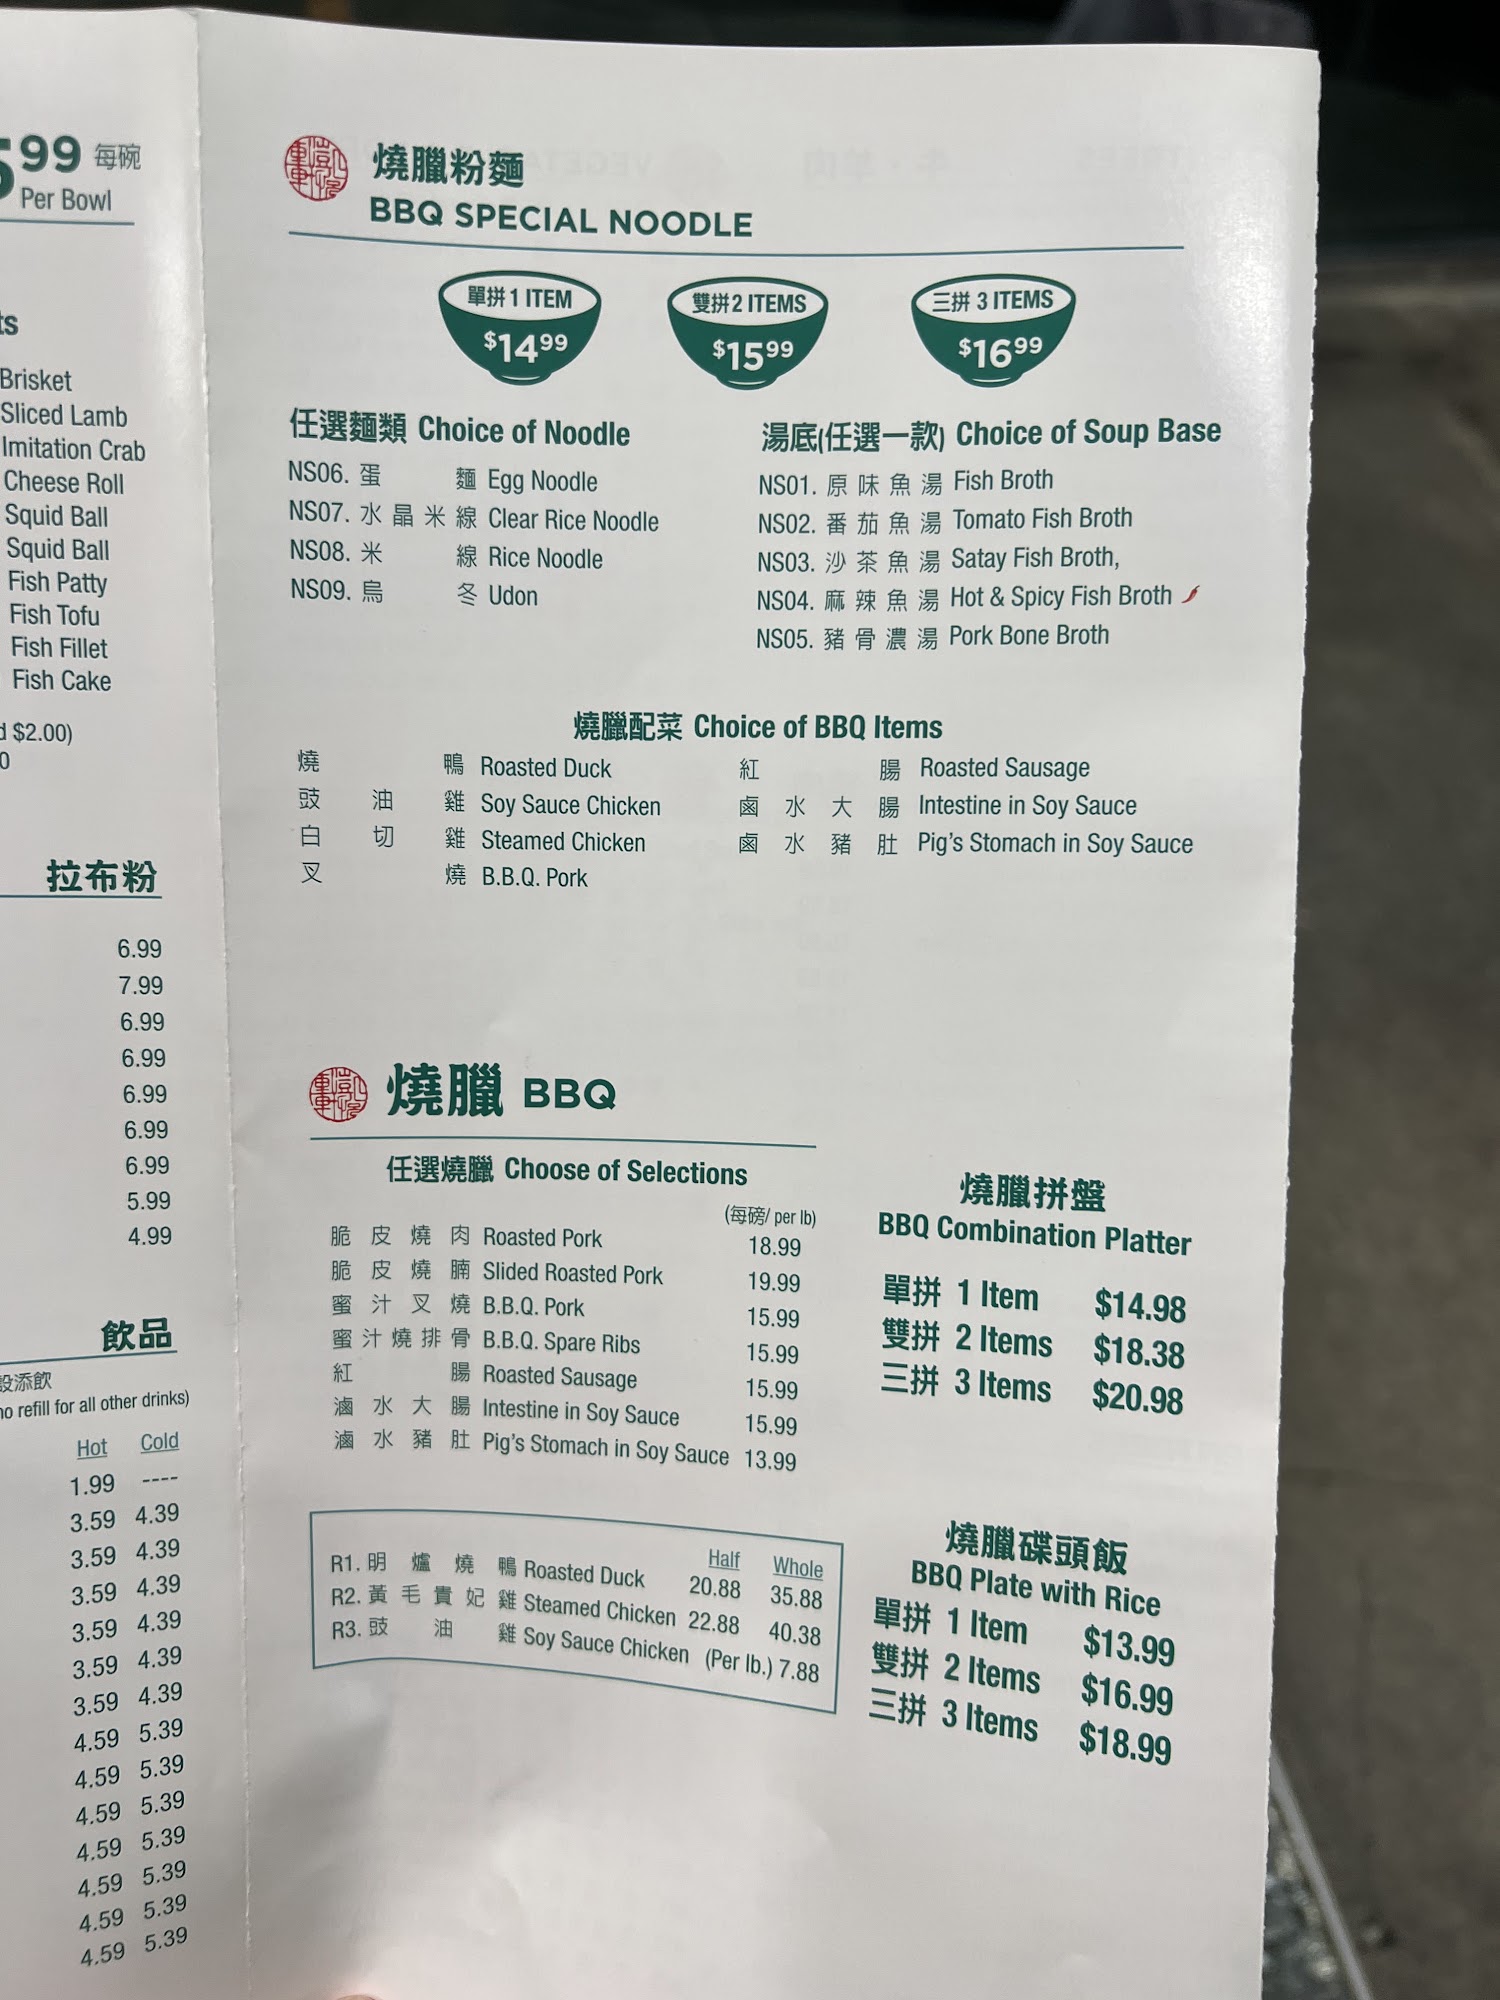 99 每碗
Per Bowl
ts
Brisket
Sliced Lamb
Imitation Crab
Cheese Roll
Squid Ball
Squid Ball
Fish Patty
Fish Tofu
Fish Fillet
Fish Cake
d $2.00)
0
拉布粉
6.99
7.99
6.99
6.99
6.99
6.99
6.99
5.99
4.99
飲品
設添飲
no refill for all other drinks)
Hot Cold
1.99 ----
3.59 4.39
3.59 4.39
3.59 4.39
3.59 4.39
3.59 4.39
3.59 4.39
4.59 5.39
4.59 5.39
4.59 5.39
4.59 5.39
4.59 5.39
4.59 5.39
4.59 5.39
燒臘粉麵
BBQ SPECIAL NOODLE
單拼 1 ITEM
$14.99
雙拼 2 ITEMS
$15.99
三拼 3 ITEMS
$16.99
任選麵類 Choice of Noodle
NS06. 蛋麵 Egg Noodle
NS07. 水晶米線 Clear Rice Noodle
NS08. 米線 Rice Noodle
NS09. 烏冬 Udon
湯底(任選一款) Choice of Soup Base
NS01. 原味魚湯 Fish Broth
NS02. 番茄魚湯 Tomato Fish Broth
NS03. 沙茶魚湯 Satay Fish Broth,
NS04. 麻辣魚湯 Hot & Spicy Fish Broth
NS05. 豬骨濃湯 Pork Bone Broth
燒臘配菜 Choice of BBQ Items
燒鴨 Roasted Duck
豉油雞 Soy Sauce Chicken
白切雞 Steamed Chicken
叉燒 B.B.Q. Pork
紅腸 Roasted Sausage
鹵水大腸 Intestine in Soy Sauce
鹵水豬肚 Pig's Stomach in Soy Sauce
燒臘 BBQ
任選燒臘 Choose of Selections
(每磅/ per lb)
脆皮燒肉 Roasted Pork 18.99
脆皮燒腩 Slided Roasted Pork 19.99
蜜汁叉燒 B.B.Q. Pork 15.99
蜜汁燒排骨 B.B.Q. Spare Ribs 15.99
紅腸 Roasted Sausage 15.99
滷水大腸 Intestine in Soy Sauce 15.99
滷水豬肚 Pig's Stomach in Soy Sauce 13.99
燒臘拼盤
BBQ Combination Platter
單拼 1 Item $14.98
雙拼 2 Items $18.38
三拼 3 Items $20.98
Half Whole
R1. 明爐燒鴨 Roasted Duck 20.88 35.88
R2. 黃毛貴妃雞 Steamed Chicken 22.88 40.38
R3. 豉油雞 Soy Sauce Chicken (Per lb.) 7.88
燒臘碟頭飯
BBQ Plate with Rice
單拼 1 Item $13.99
雙拼 2 Items $16.99
三拼 3 Items $18.99